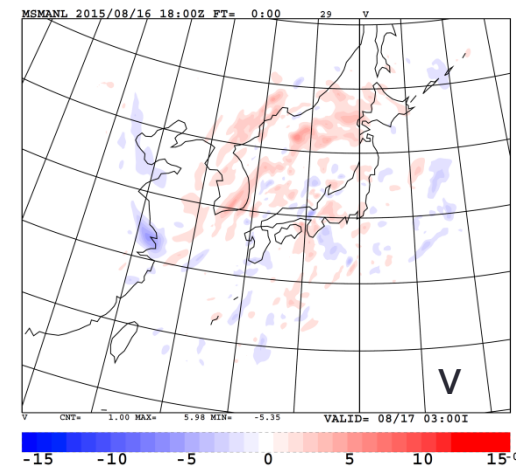 MSMANL 2015/08/16 18:00Z FT= 0:00 29 V
V
V CNT= 1.00 MAX= 5.98 MIN= -5.35 VALID= 08/17 03:00I
-15 -10 -5 0 5 10 15